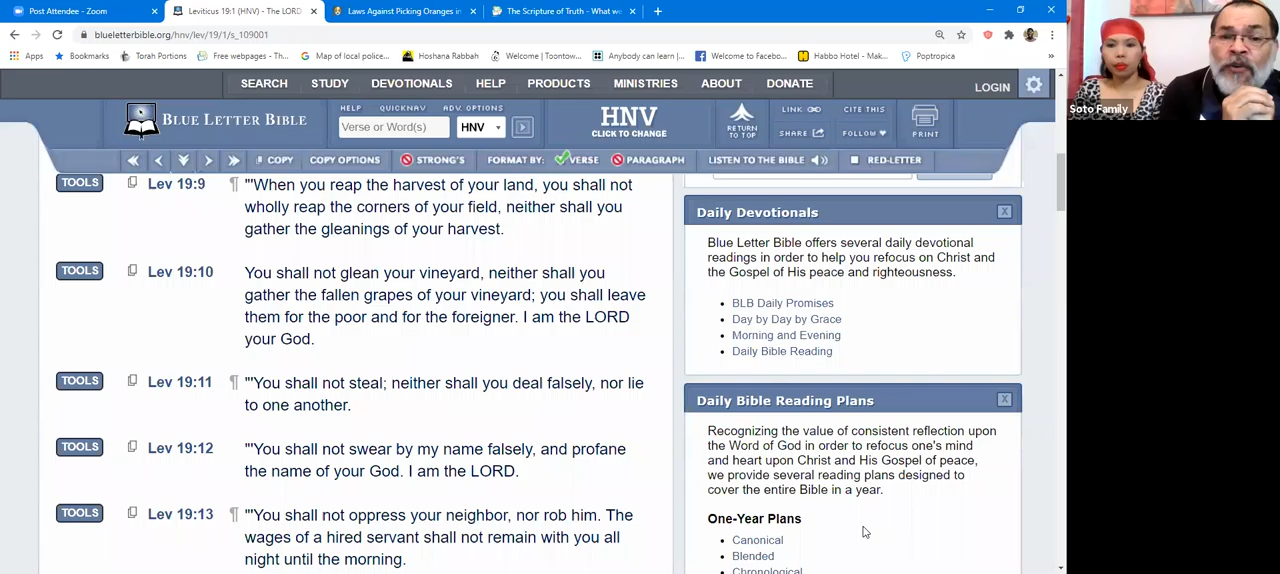 Post Attendee - Zoom
Leviticus 19:1 (HNV) - The LORD
Laws Against Picking Oranges in
The Scripture of Truth - What we
blueletterbible.org/hnv/lev/19/1/s_109001
Apps
Bookmarks
Torah Portions
Free webpages - Th...
Map of local police...
Hoshana Rabbah
Welcome to Toontow...
Anybody can learn |...
Welcome to Faceboo...
Habbo Hotel - Mak...
Poptropica
SEARCH
STUDY
DEVOTIONALS
HELP
PRODUCTS
MINISTRIES
ABOUT
DONATE
LOGIN
BLUE LETTER BIBLE
HELP
QUICKNAV
ADV. OPTIONS
Verse or Word(s)
HNV
HNV
CLICK TO CHANGE
RETURN
TO TOP
LINK
CITE THIS
SHARE
FOLLOW
PRINT
COPY
COPY OPTIONS
STRONG'S
FORMAT BY:
VERSE
PARAGRAPH
LISTEN TO THE BIBLE
RED-LETTER
TOOLS
Lev 19:9
¶ "'When you reap the harvest of your land, you shall not
wholly reap the corners of your field, neither shall you
gather the gleanings of your harvest.
TOOLS
Lev 19:10
You shall not glean your vineyard, neither shall you
gather the fallen grapes of your vineyard; you shall leave
them for the poor and for the foreigner. I am the LORD
your God.
TOOLS
Lev 19:11
¶ "'You shall not steal; neither shall you deal falsely, nor lie
to one another.
TOOLS
Lev 19:12
"'You shall not swear by my name falsely, and profane
the name of your God. I am the LORD.
TOOLS
Lev 19:13
¶ "'You shall not oppress your neighbor, nor rob him. The
wages of a hired servant shall not remain with you all
night until the morning.
Daily Devotionals
X
Blue Letter Bible offers several daily devotional
readings in order to help you refocus on Christ and
the Gospel of His peace and righteousness.
BLB Daily Promises
Day by Day by Grace
Morning and Evening
Daily Bible Reading
Daily Bible Reading Plans
X
Recognizing the value of consistent reflection upon
the Word of God in order to refocus one's mind
and heart upon Christ and His Gospel of peace,
we provide several reading plans designed to
cover the entire Bible in a year.
One-Year Plans
Canonical
Blended
Chronological
Soto Family